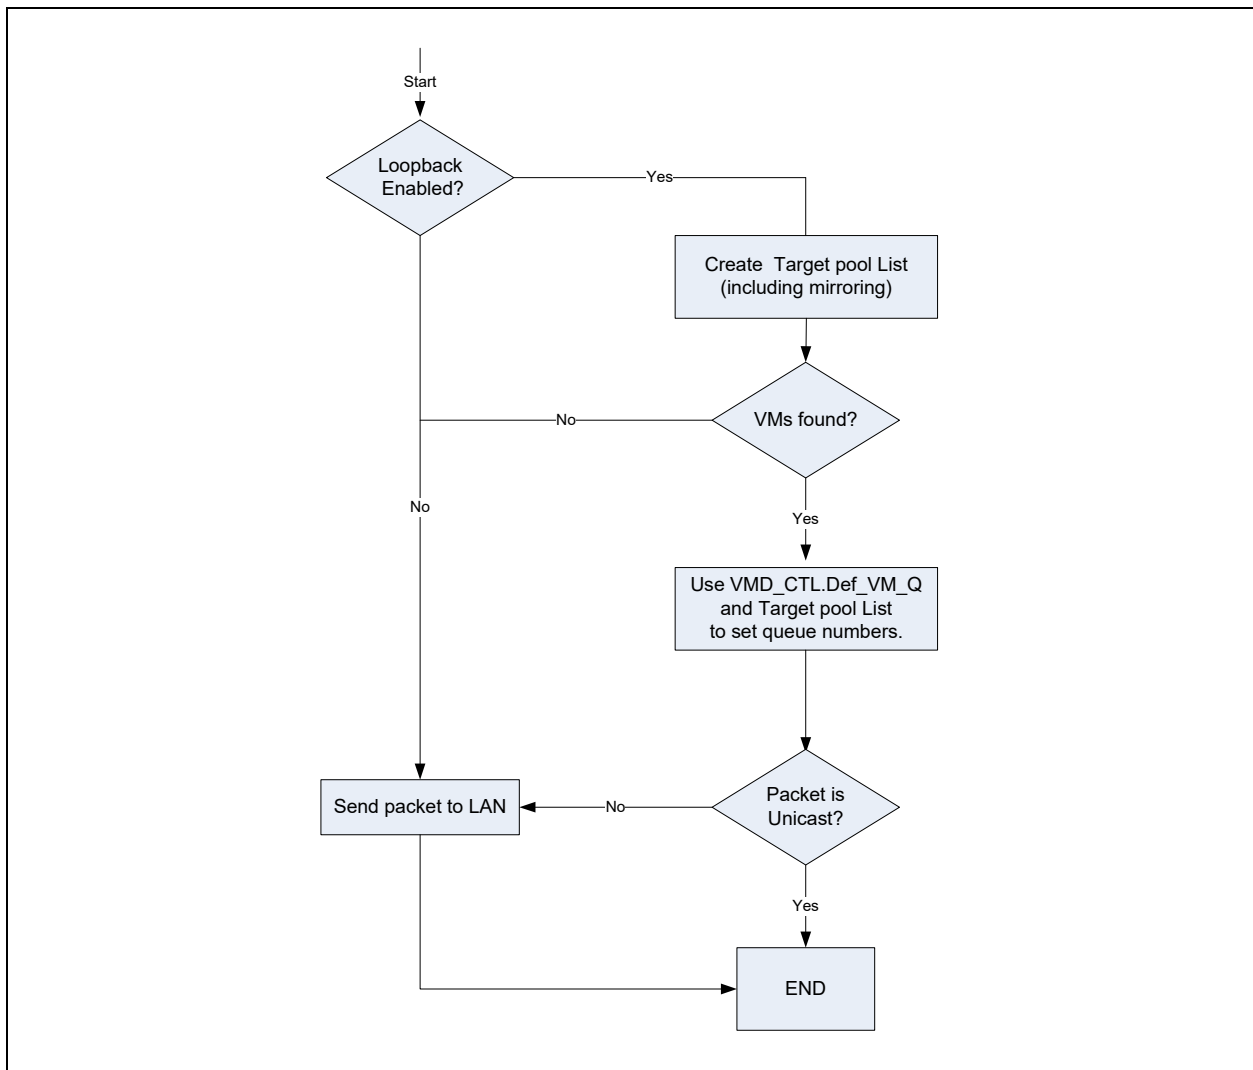 Start
Loopback
Enabled?
Yes
Create Target pool List
(including mirroring)
VMs found?
No
No
Yes
Use VMD_CTL.Def_VM_Q
and Target pool List
to set queue numbers.
Packet is
Unicast?
No
Send packet to LAN
Yes
END